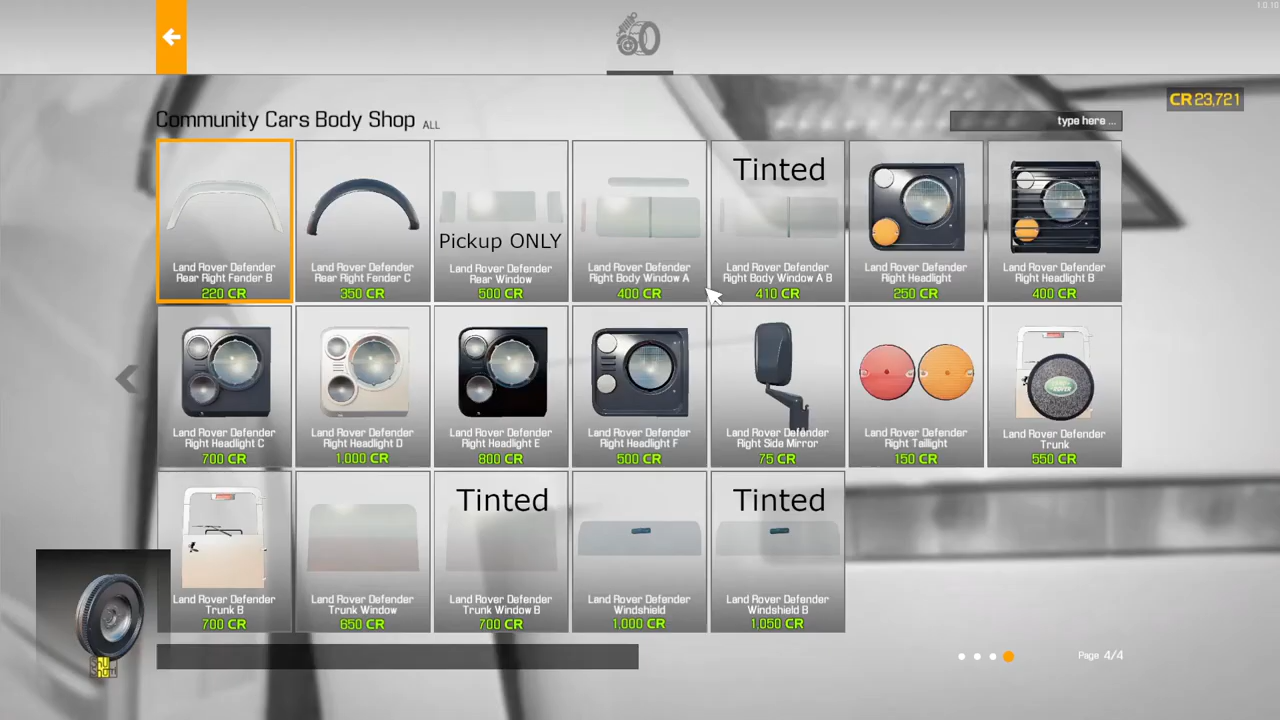 1.0.10
CR 23,721
Community Cars Body Shop ALL
type here ...
Land Rover Defender
Rear Right Fender B
220 CR
Land Rover Defender
Rear Right Fender C
350 CR
Pickup ONLY
Land Rover Defender
Rear Window
500 CR
Land Rover Defender
Right Body Window A
400 CR
Tinted
Land Rover Defender
Right Body Window A B
410 CR
Land Rover Defender
Right Headlight
250 CR
Land Rover Defender
Right Headlight B
400 CR
Land Rover Defender
Right Headlight C
700 CR
Land Rover Defender
Right Headlight D
1,000 CR
Land Rover Defender
Right Headlight E
800 CR
Land Rover Defender
Right Headlight F
500 CR
Land Rover Defender
Right Side Mirror
75 CR
Land Rover Defender
Right Taillight
150 CR
Land Rover Defender
Trunk
550 CR
Land Rover Defender
Trunk B
700 CR
Land Rover Defender
Trunk Window
650 CR
Tinted
Land Rover Defender
Trunk Window B
700 CR
Land Rover Defender
Windshield
1,000 CR
Tinted
Land Rover Defender
Windshield B
1,050 CR
Page 4/4